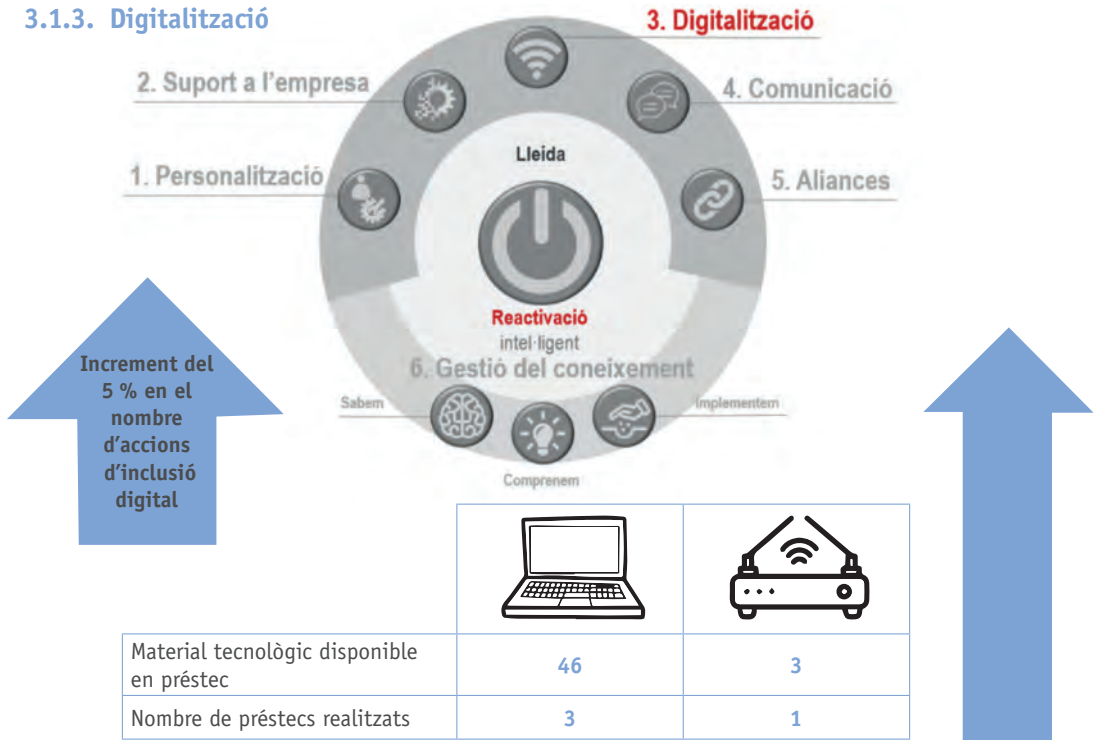 3.1.3. Digitalització
3. Digitalització
2. Suport a l'empresa
4. Comunicació
Lleida
1. Personalització
5. Aliances
Reactivació
intel·ligent
6. Gestió del coneixement
Sabem
Implementem
Comprenem
Increment del
5 % en el
nombre
d'accions
d'inclusió
digital
Material tecnològic disponible
en préstec
46
3
Nombre de préstecs realitzats
3
1